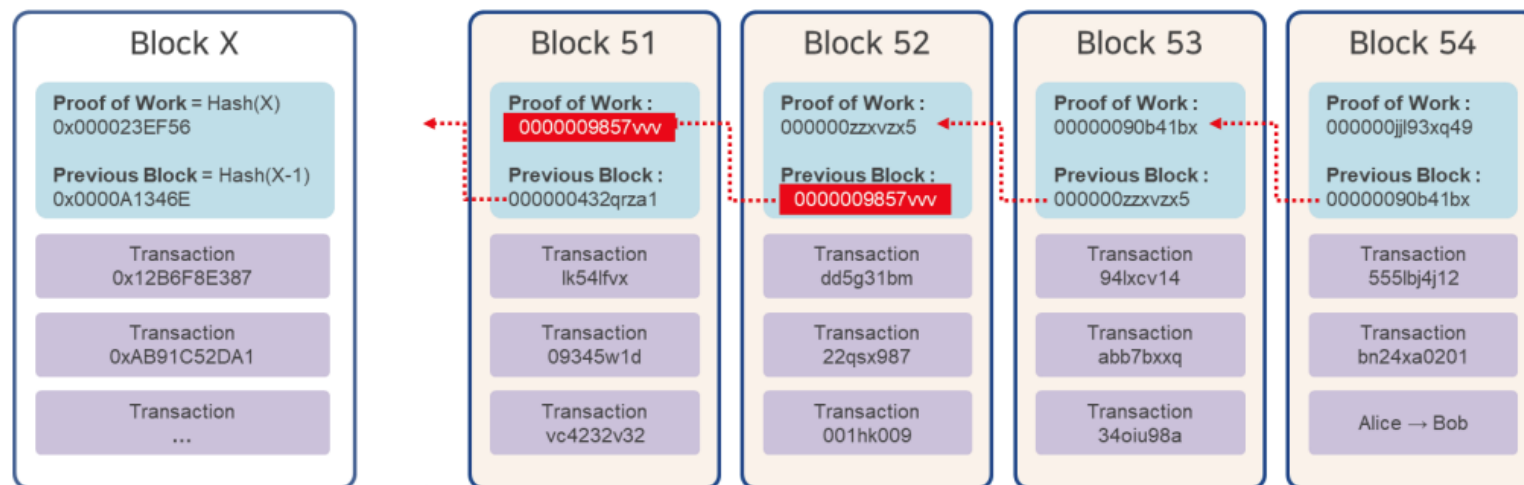 Block X
Proof of Work = Hash(X)
0x000023EF56
Previous Block = Hash(X-1)
0x0000A1346E
Transaction
0x12B6F8E387
Transaction
0xAB91C52DA1
Transaction
...
Block 51
Proof of Work :
0000009857vvv
Previous Block :
000000432qrza1
Transaction
lk54lfvx
Transaction
09345w1d
Transaction
vc4232v32
Block 52
Proof of Work :
000000zzxvzx5
Previous Block :
0000009857vvv
Transaction
dd5g31bm
Transaction
22qsx987
Transaction
001hk009
Block 53
Proof of Work :
00000090b41bx
Previous Block :
000000zzxvzx5
Transaction
94lxcv14
Transaction
abb7bxxq
Transaction
34oiu98a
Block 54
Proof of Work :
000000jjl93xq49
Previous Block :
00000090b41bx
Transaction
555lbj4j12
Transaction
bn24xa0201
Alice → Bob